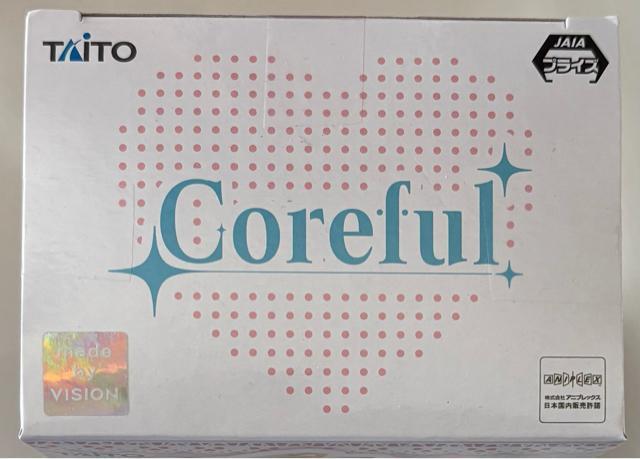 TAITO
JAIA
プライズ
Coreful
made
by
VISION
ANIPLEX
株式会社アニプレックス
日本国内販売許諾